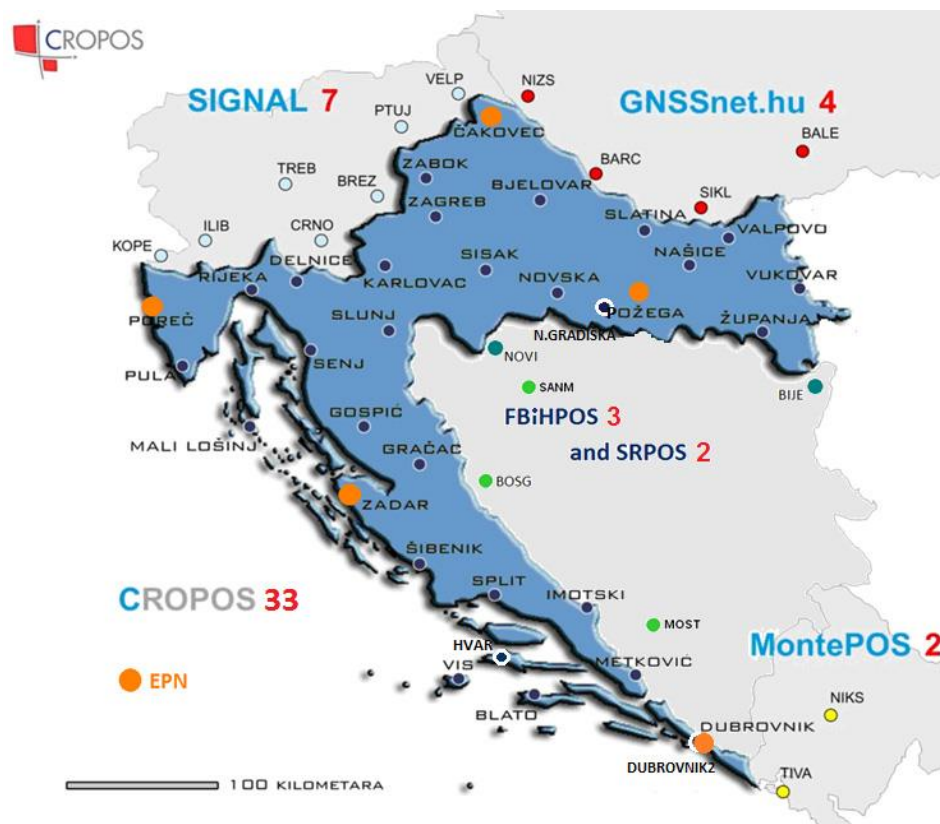 CROPOS
VELP
NIZS
SIGNAL 7
GNSSnet.hu 4
PTUJ
ČAKOVEC
BALE
ZABOK
BARC
TREB
BREZ
BJELOVAR
SIKL
ZAGREB
SLATINA
VALPOVO
ILIB
CRNO
KOPE
DELNICE
SISAK
NAŠICE
RIJEKA
KARLOVAC
NOVSKA
VUKOVAR
POREČ
SLUNJ
POŽEGA
ŽUPANJA
N.GRADIŠKA
NOVI
PULA
SENJ
SANM
BIJE
GOSPIĆ
FBiHPOS 3
MALI LOŠINJ
GRAČAC
and SRPOS 2
BOSG
ZADAR
ŠIBENIK
SPLIT
IMOTSKI
CROPOS 33
MOST
HVAR
MontePOS 2
VIS
METKOVIĆ
EPN
NIKS
BLATO
DUBROVNIK
DUBROVNIK2
TIVA
100 KILOMETARA